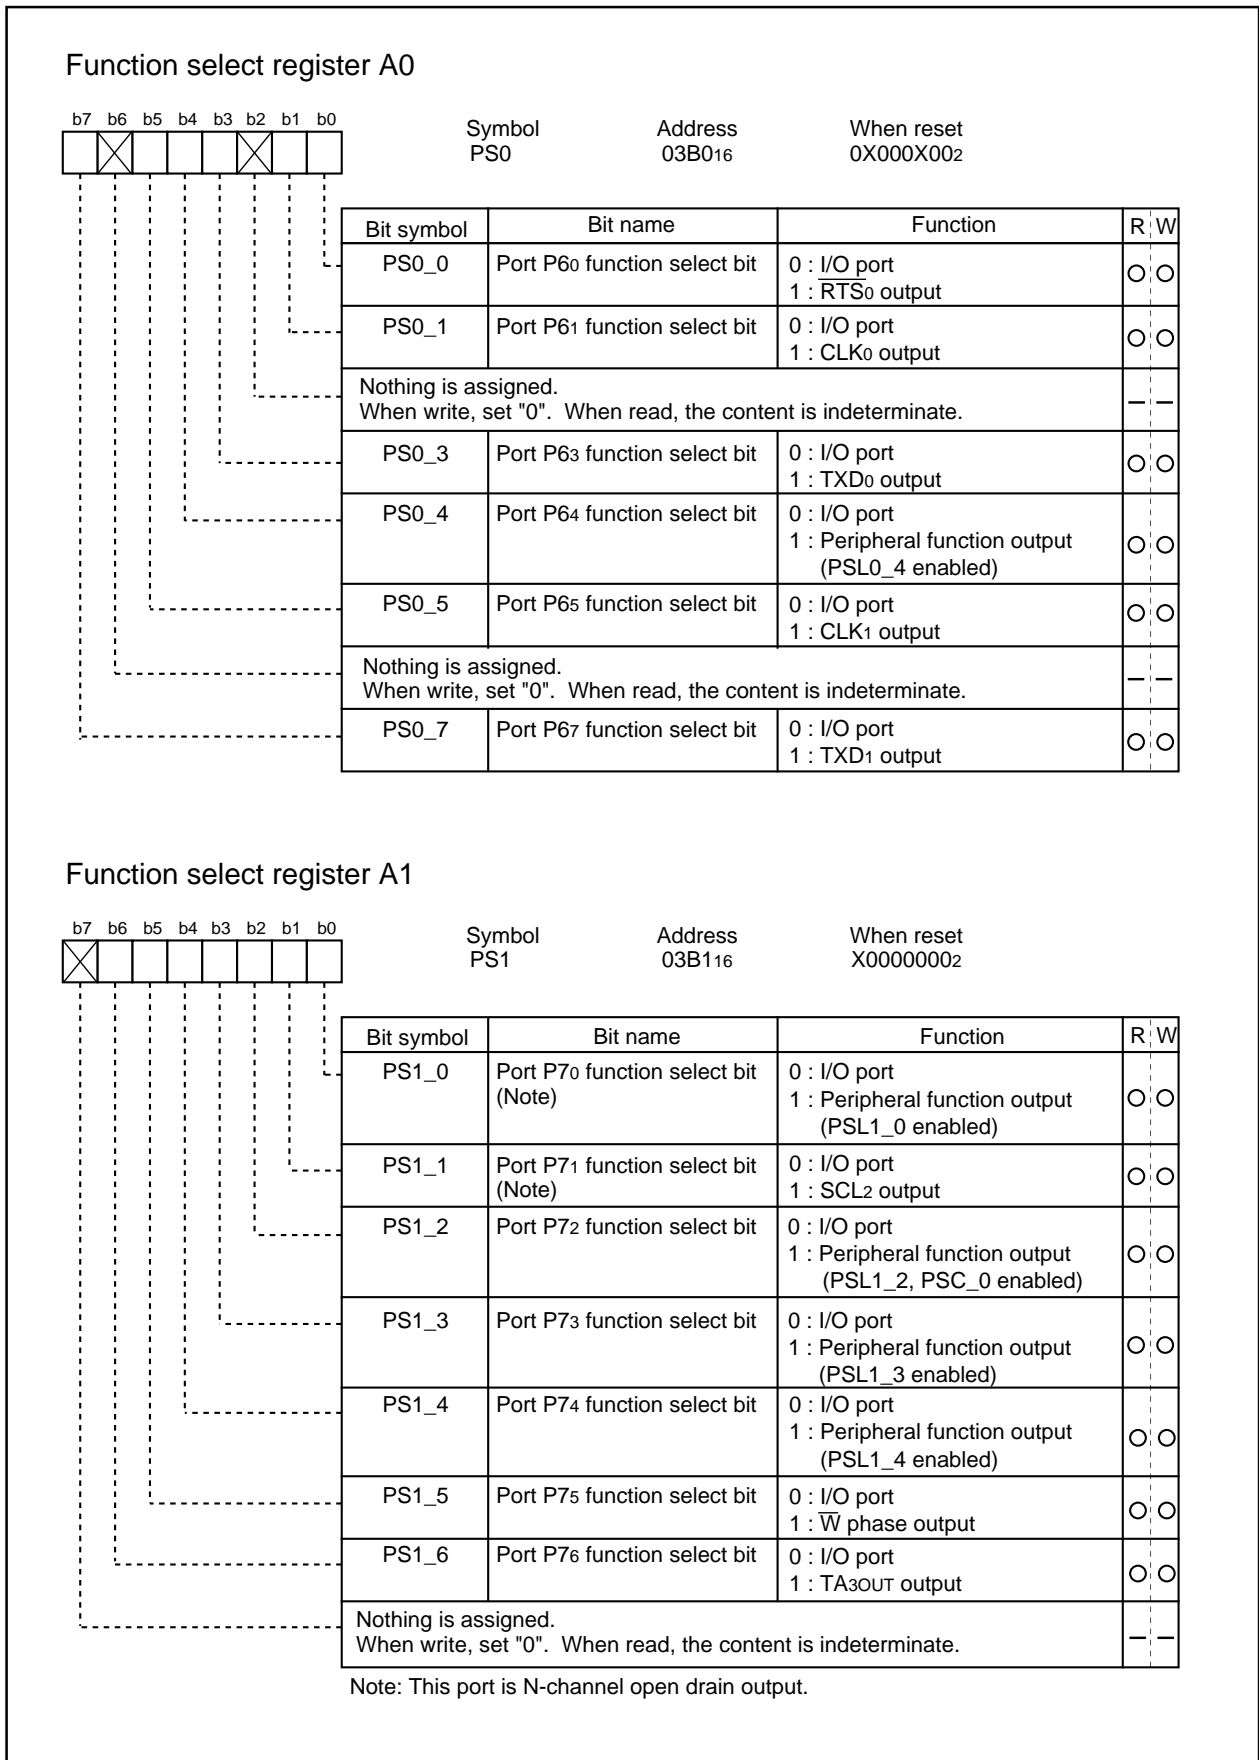 Function select register A0
b7 b6 b5 b4 b3 b2 b1 b0
Symbol Address When reset
PS0 03B016 0X000X002
Bit symbol Bit name Function R W
PS0_0 Port P60 function select bit 0 : I/O port
1 : RTS0 output
PS0_1 Port P61 function select bit 0 : I/O port
1 : CLK0 output
Nothing is assigned.
When write, set "0". When read, the content is indeterminate.
PS0_3 Port P63 function select bit 0 : I/O port
1 : TXD0 output
PS0_4 Port P64 function select bit 0 : I/O port
1 : Peripheral function output
(PSL0_4 enabled)
PS0_5 Port P65 function select bit 0 : I/O port
1 : CLK1 output
Nothing is assigned.
When write, set "0". When read, the content is indeterminate.
PS0_7 Port P67 function select bit 0 : I/O port
1 : TXD1 output
Function select register A1
b7 b6 b5 b4 b3 b2 b1 b0
Symbol Address When reset
PS1 03B116 X00000002
Bit symbol Bit name Function R W
PS1_0 Port P70 function select bit 0 : I/O port
(Note) 1 : Peripheral function output
(PSL1_0 enabled)
PS1_1 Port P71 function select bit 0 : I/O port
(Note) 1 : SCL2 output
PS1_2 Port P72 function select bit 0 : I/O port
1 : Peripheral function output
(PSL1_2, PSC_0 enabled)
PS1_3 Port P73 function select bit 0 : I/O port
1 : Peripheral function output
(PSL1_3 enabled)
PS1_4 Port P74 function select bit 0 : I/O port
1 : Peripheral function output
(PSL1_4 enabled)
PS1_5 Port P75 function select bit 0 : I/O port
1 : W phase output
PS1_6 Port P76 function select bit 0 : I/O port
1 : TA3OUT output
Nothing is assigned.
When write, set "0". When read, the content is indeterminate.
Note: This port is N-channel open drain output.